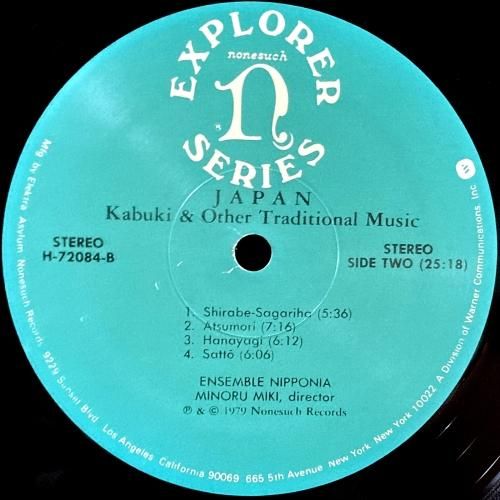 EXPLORER
nonesuch
n
SERIES
JAPAN
Kabuki & Other Traditional Music
STEREO
H-72084-B
STEREO
SIDE TWO (25:18)
1. Shirabe-Sagariha (5:36)
2. Atsumori (7:16)
3. Hanayagi (6:12)
4. Sattô (6:06)
ENSEMBLE NIPPONIA
MINORU MIKI, director
℗ & © 1979 Nonesuch Records
Mfg by Elektra Asylum Nonesuch Records 9229 Sunset Blvd Los Angeles California 90069 665 5th Avenue New York New York 10022 A Division of Warner Communications Inc